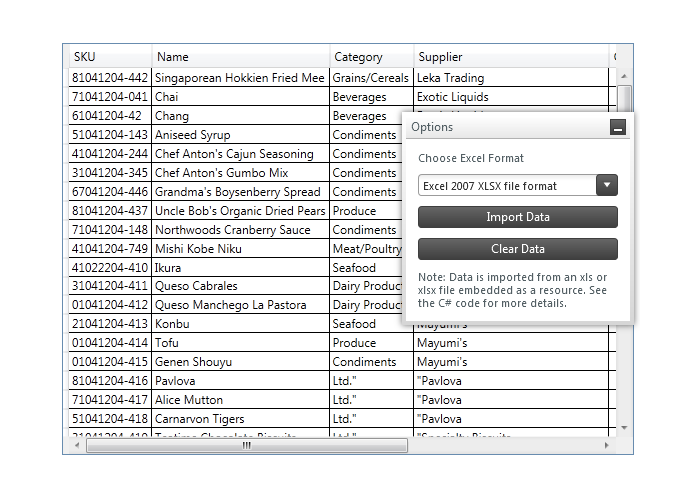 SKU Name Category Supplier
81041204-442 Singaporean Hokkien Fried Mee Grains/Cereals Leka Trading
71041204-041 Chai Beverages Exotic Liquids
61041204-42 Chang Beverages
51041204-143 Aniseed Syrup Condiments
41041204-244 Chef Anton's Cajun Seasoning Condiments
31041204-345 Chef Anton's Gumbo Mix Condiments
67041204-446 Grandma's Boysenberry Spread Condiments
81041204-437 Uncle Bob's Organic Dried Pears Produce
71041204-148 Northwoods Cranberry Sauce Condiments
41041204-749 Mishi Kobe Niku Meat/Poultry
41022204-410 Ikura Seafood
31041204-411 Queso Cabrales Dairy Produc
01041204-412 Queso Manchego La Pastora Dairy Produc
21041204-413 Konbu Seafood Mayumi's
01041204-414 Tofu Produce Mayumi's
01041204-415 Genen Shouyu Condiments Mayumi's
81041204-416 Pavlova Ltd." "Pavlova
71041204-417 Alice Mutton Ltd." "Pavlova
51041204-418 Carnarvon Tigers Ltd." "Pavlova
Teatime Chocolate Biscuits Ltd." "Specialty Biscuits
Options
Choose Excel Format
Excel 2007 XLSX file format
Import Data
Clear Data
Note: Data is imported from an xls or
xlsx file embedded as a resource. See
the C# code for more details.